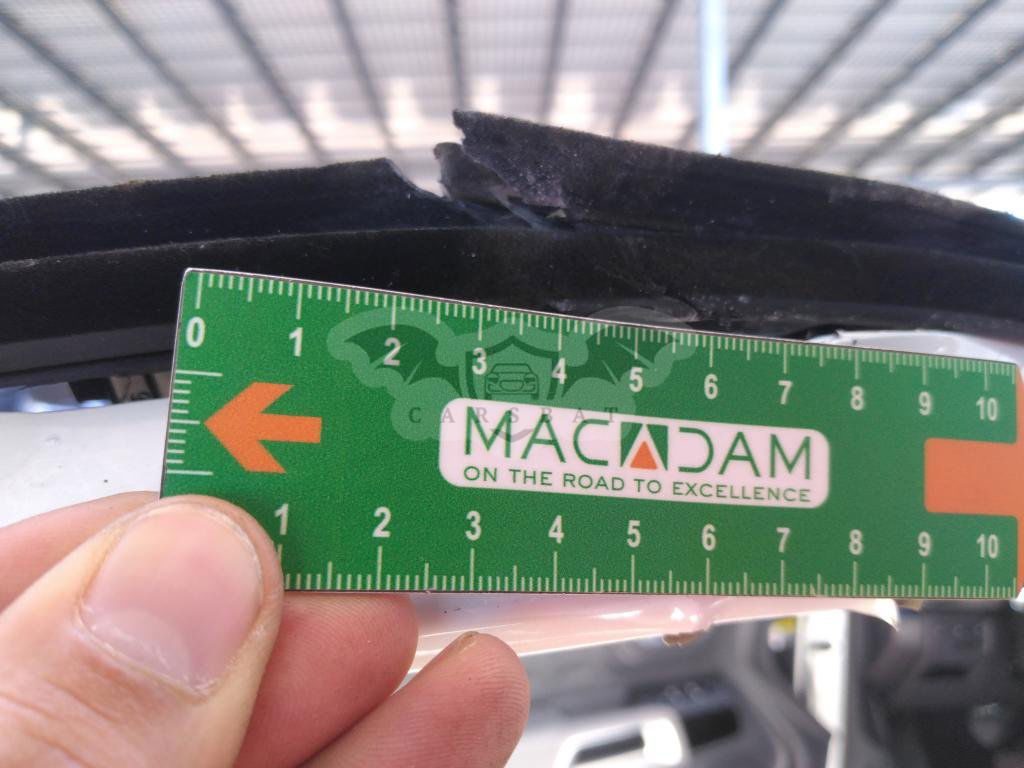 0 1 2 3 4 5 6 7 8 9 10
CARSBAT
MACADAM
ON THE ROAD TO EXCELLENCE
1 2 3 4 5 6 7 8 9 10